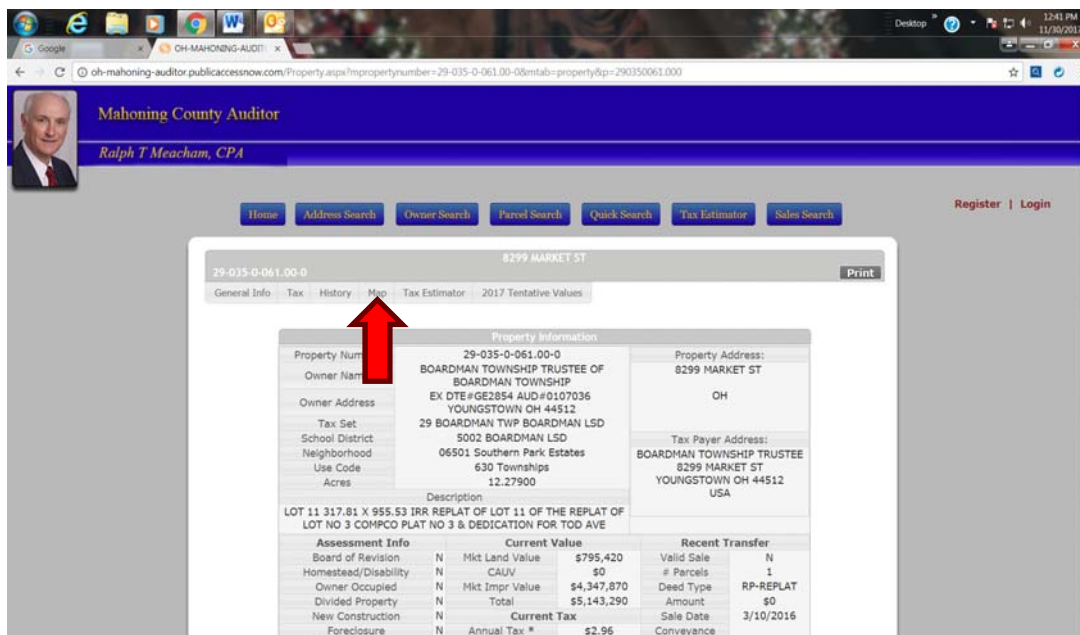 Desktop
12:41 PM
11/30/2017
Google
OH-MAHONING-AUDIT
oh-mahoning-auditor.publicaccessnow.com/Property.aspx?mpropertynumber=29-035-0-061.00-0&mtab=property&p=290350061.000
Mahoning County Auditor
Ralph T Meacham, CPA
Register | Login
Home Address Search Owner Search Parcel Search Quick Search Tax Estimator Sales Search
8299 MARKET ST
29-035-0-061.00-0
Print
General Info Tax History Map Tax Estimator 2017 Tentative Values
Property Information
Property Num 29-035-0-061.00-0
Owner Nam BOARDMAN TOWNSHIP TRUSTEE OF
BOARDMAN TOWNSHIP
Owner Address EX DTE#GE2854 AUD#0107036
YOUNGSTOWN OH 44512
Tax Set 29 BOARDMAN TWP BOARDMAN LSD
School District 5002 BOARDMAN LSD
Neighborhood 06501 Southern Park Estates
Use Code 630 Townships
Acres 12.27900
Property Address:
8299 MARKET ST
OH
Tax Payer Address:
BOARDMAN TOWNSHIP TRUSTEE
8299 MARKET ST
YOUNGSTOWN OH 44512
USA
Description
LOT 11 317.81 X 955.53 IRR REPLAT OF LOT 11 OF THE REPLAT OF
LOT NO 3 COMPCO PLAT NO 3 & DEDICATION FOR TOD AVE
Assessment Info Current Value Recent Transfer
Board of Revision N Mkt Land Value $795,420 Valid Sale N
Homestead/Disability N CAUV $0 # Parcels 1
Owner Occupied N Mkt Impr Value $4,347,870 Deed Type RP-REPLAT
Divided Property N Total $5,143,290 Amount $0
New Construction N Current Tax Sale Date 3/10/2016
Foreclosure N Annual Tax * $2.96 Conveyance